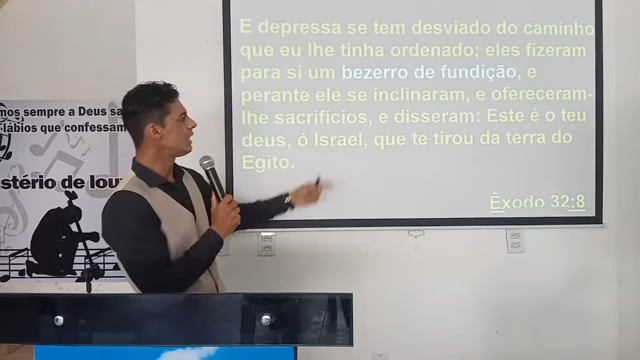 E depressa se tem desviado do caminho
que eu lhe tinha ordenado; eles fizeram
para si um bezerro de fundição, e
perante ele se inclinaram, e ofereceram-
lhe sacrifícios, e disseram: Este é o teu
deus, ó Israel, que te tirou da terra do
Egito.
Êxodo 32:8
mos sempre a Deus sa
lábios que confessam
stério de lou